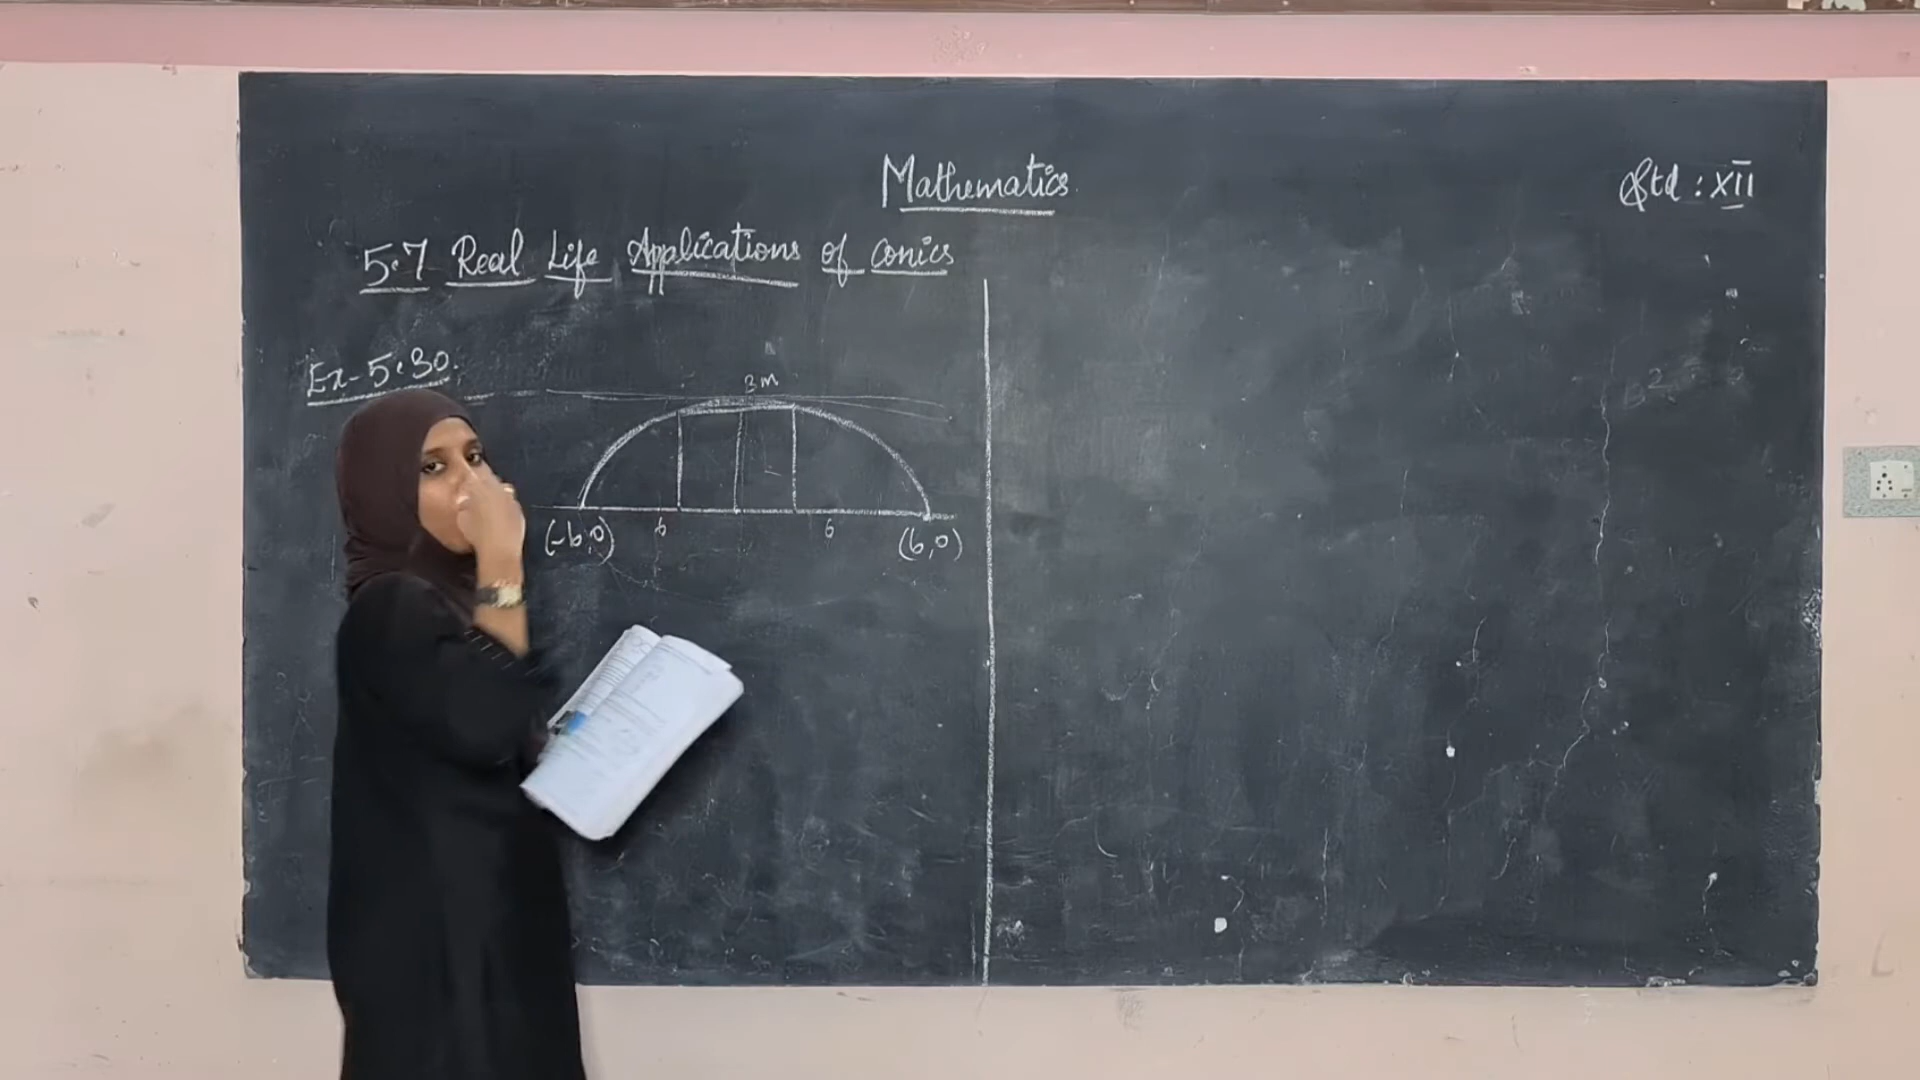 Mathematics
Std : XII
5.7 Real Life Applications of conics
Ex-5.30.
3m
6 6
(-6,0) (6,0)